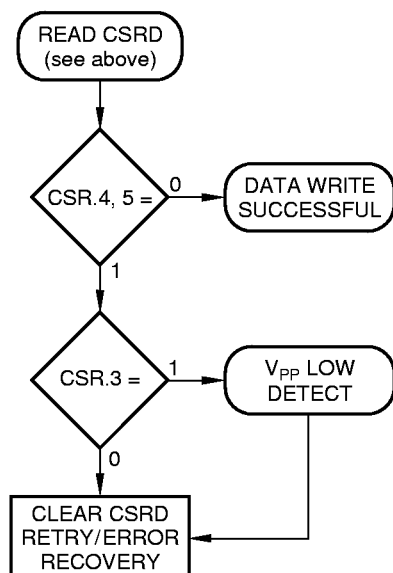 READ CSRD
(see above)
CSR.4, 5 =
0
DATA WRITE
SUCCESSFUL
1
CSR.3 =
1
VPP LOW
DETECT
0
CLEAR CSRD
RETRY/ERROR
RECOVERY